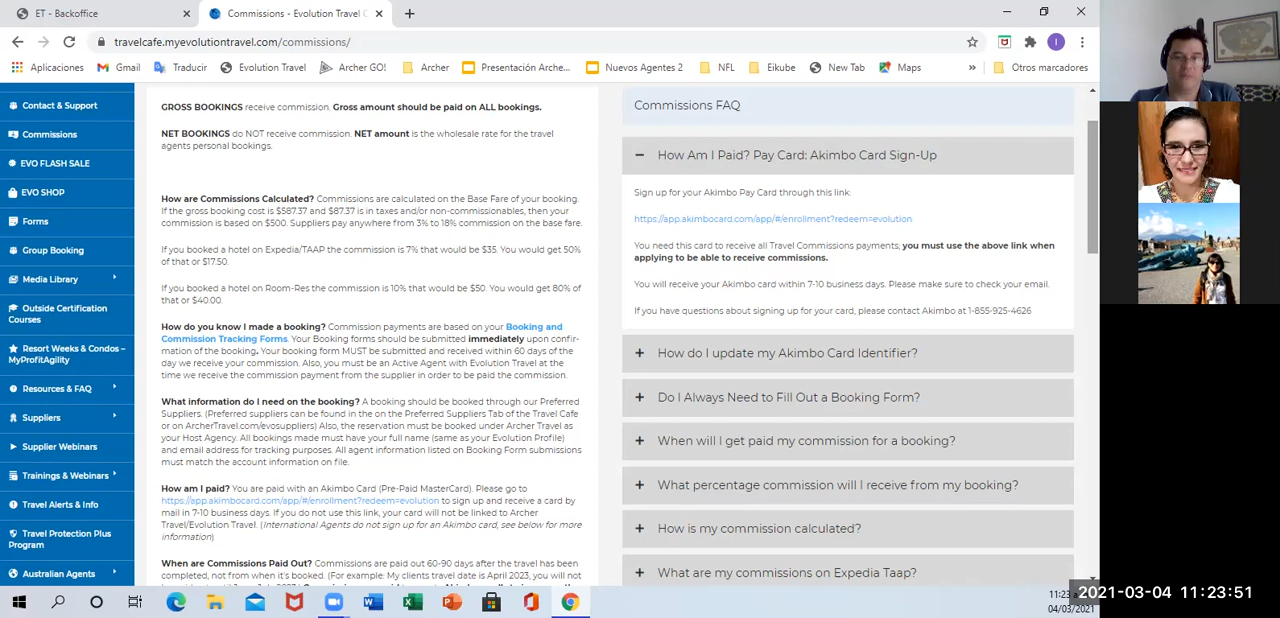 ET - Backoffice
Commissions - Evolution Travel C
travelcafe.myevolutiontravel.com/commissions/
I
Aplicaciones
Gmail
Traducir
Evolution Travel
Archer GO!
Archer
Presentación Arche...
Nuevos Agentes 2
NFL
Eikube
New Tab
Maps
»
Otros marcadores
Contact & Support
Commissions
EVO FLASH SALE
EVO SHOP
Forms
Group Booking
Media Library
Outside Certification
Courses
Resort Weeks & Condos –
MyProfitAgility
Resources & FAQ
Suppliers
Supplier Webinars
Trainings & Webinars
Travel Alerts & Info
Travel Protection Plus
Program
Australian Agents
GROSS BOOKINGS receive commission. Gross amount should be paid on ALL bookings.
NET BOOKINGS do NOT receive commission. NET amount is the wholesale rate for the travel
agents personal bookings.
How are Commissions Calculated? Commissions are calculated on the Base Fare of your booking.
If the gross booking cost is $587.37 and $87.37 is in taxes and/or non-commissionables, then your
commission is based on $500. Suppliers pay anywhere from 3% to 18% commission on the base fare.
If you booked a hotel on Expedia/TAAP the commission is 7% that would be $35. You would get 50%
of that or $17.50.
If you booked a hotel on Room-Res the commission is 10% that would be $50. You would get 80% of
that or $40.00.
How do you know I made a booking? Commission payments are based on your Booking and
Commission Tracking Forms. Your Booking forms should be submitted immediately upon confir-
mation of the booking. Your booking form MUST be submitted and received within 60 days of the
day we receive your commission. Also, you must be an Active Agent with Evolution Travel at the
time we receive the commission payment from the supplier in order to be paid the commission.
What information do I need on the booking? A booking should be booked through our Preferred
Suppliers. (Preferred suppliers can be found in the on the Preferred Suppliers Tab of the Travel Cafe
or on ArcherTravel.com/evosuppliers) Also, the reservation must be booked under Archer Travel as
your Host Agency. All bookings made must have your full name (same as your Evolution Profile)
and email address for tracking purposes. All agent information listed on Booking Form submissions
must match the account information on file.
How am I paid? You are paid with an Akimbo Card (Pre-Paid MasterCard). Please go to
https://app.akimbocard.com/app/#/enrollment?redeem=evolution to sign up and receive a card by
mail in 7-10 business days. If you do not use this link, your card will not be linked to Archer
Travel/Evolution Travel. (International Agents do not sign up for an Akimbo card, see below for more
information)
When are Commissions Paid Out? Commissions are paid out 60-90 days after the travel has been
completed, not from when it's booked. (For example: My clients travel date is April 2023, you will not
Commissions FAQ
− How Am I Paid? Pay Card: Akimbo Card Sign-Up
Sign up for your Akimbo Pay Card through this link:
https://app.akimbocard.com/app/#/enrollment?redeem=evolution
You need this card to receive all Travel Commissions payments, you must use the above link when
applying to be able to receive commissions.
You will receive your Akimbo card within 7-10 business days. Please make sure to check your email.
If you have questions about signing up for your card, please contact Akimbo at 1-855-925-4626
+ How do I update my Akimbo Card Identifier?
+ Do I Always Need to Fill Out a Booking Form?
+ When will I get paid my commission for a booking?
+ What percentage commission will I receive from my booking?
+ How is my commission calculated?
+ What are my commissions on Expedia Taap?
11:23 a
04/03/2021
2021-03-04 11:23:51